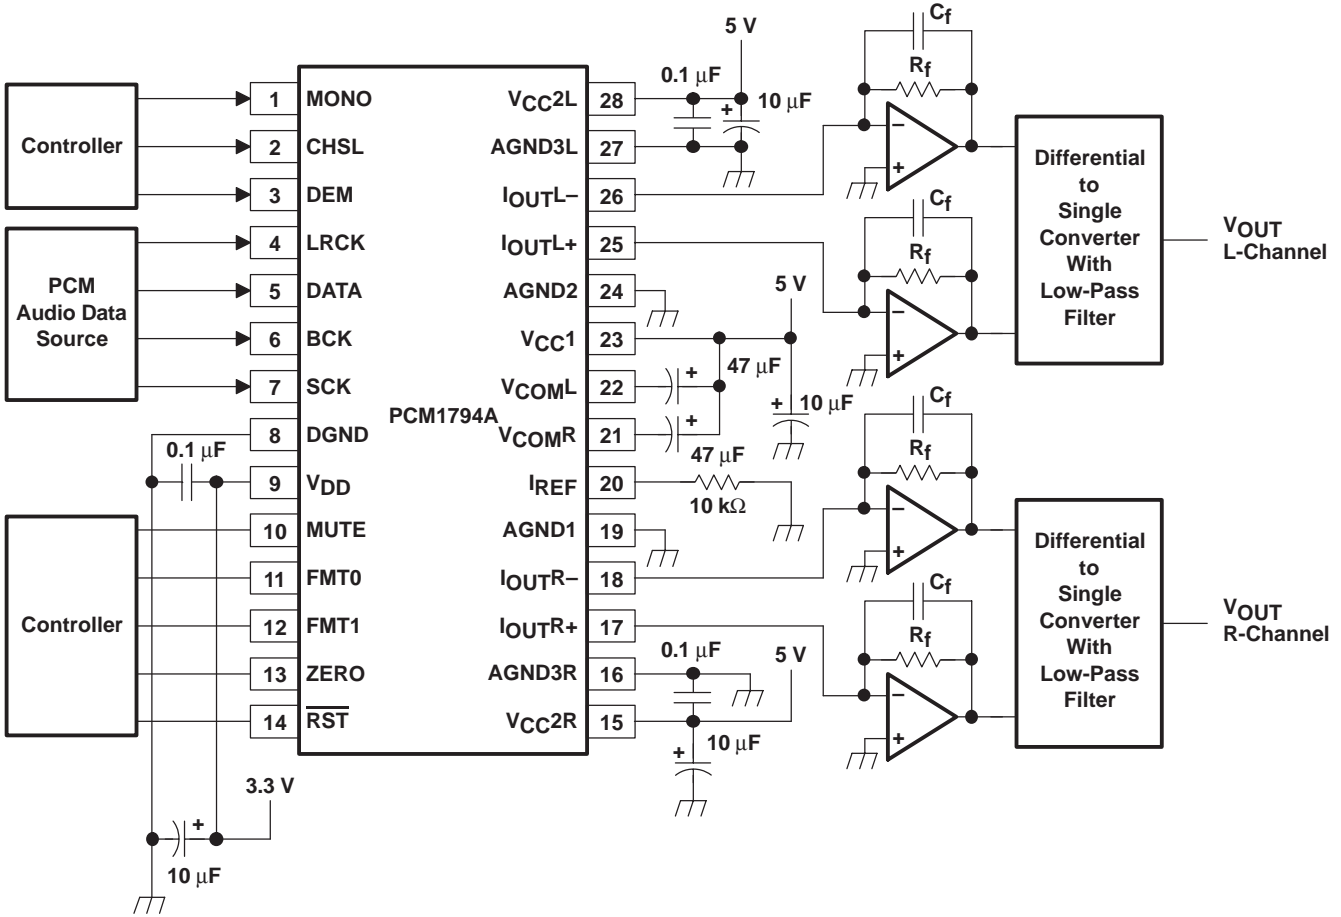 Controller
PCM
Audio Data
Source
Controller
1 MONO
2 CHSL
3 DEM
4 LRCK
5 DATA
6 BCK
7 SCK
8 DGND
9 VDD
10 MUTE
11 FMT0
12 FMT1
13 ZERO
14 RST
0.1 μF
3.3 V
+
10 μF
PCM1794A
VCC2L 28
AGND3L 27
IOUTL– 26
IOUTL+ 25
AGND2 24
VCC1 23
VCOML 22
VCOMR 21
IREF 20
AGND1 19
IOUTR– 18
IOUTR+ 17
AGND3R 16
VCC2R 15
5 V
0.1 μF
+
10 μF
5 V
47 μF
+
+
47 μF
+
10 μF
10 kΩ
0.1 μF
5 V
10 μF
+
Cf
Rf
–
+
Cf
Rf
–
+
Cf
Rf
–
+
Cf
Rf
–
+
Differential
to
Single
Converter
With
Low-Pass
Filter
VOUT
L-Channel
Differential
to
Single
Converter
With
Low-Pass
Filter
VOUT
R-Channel